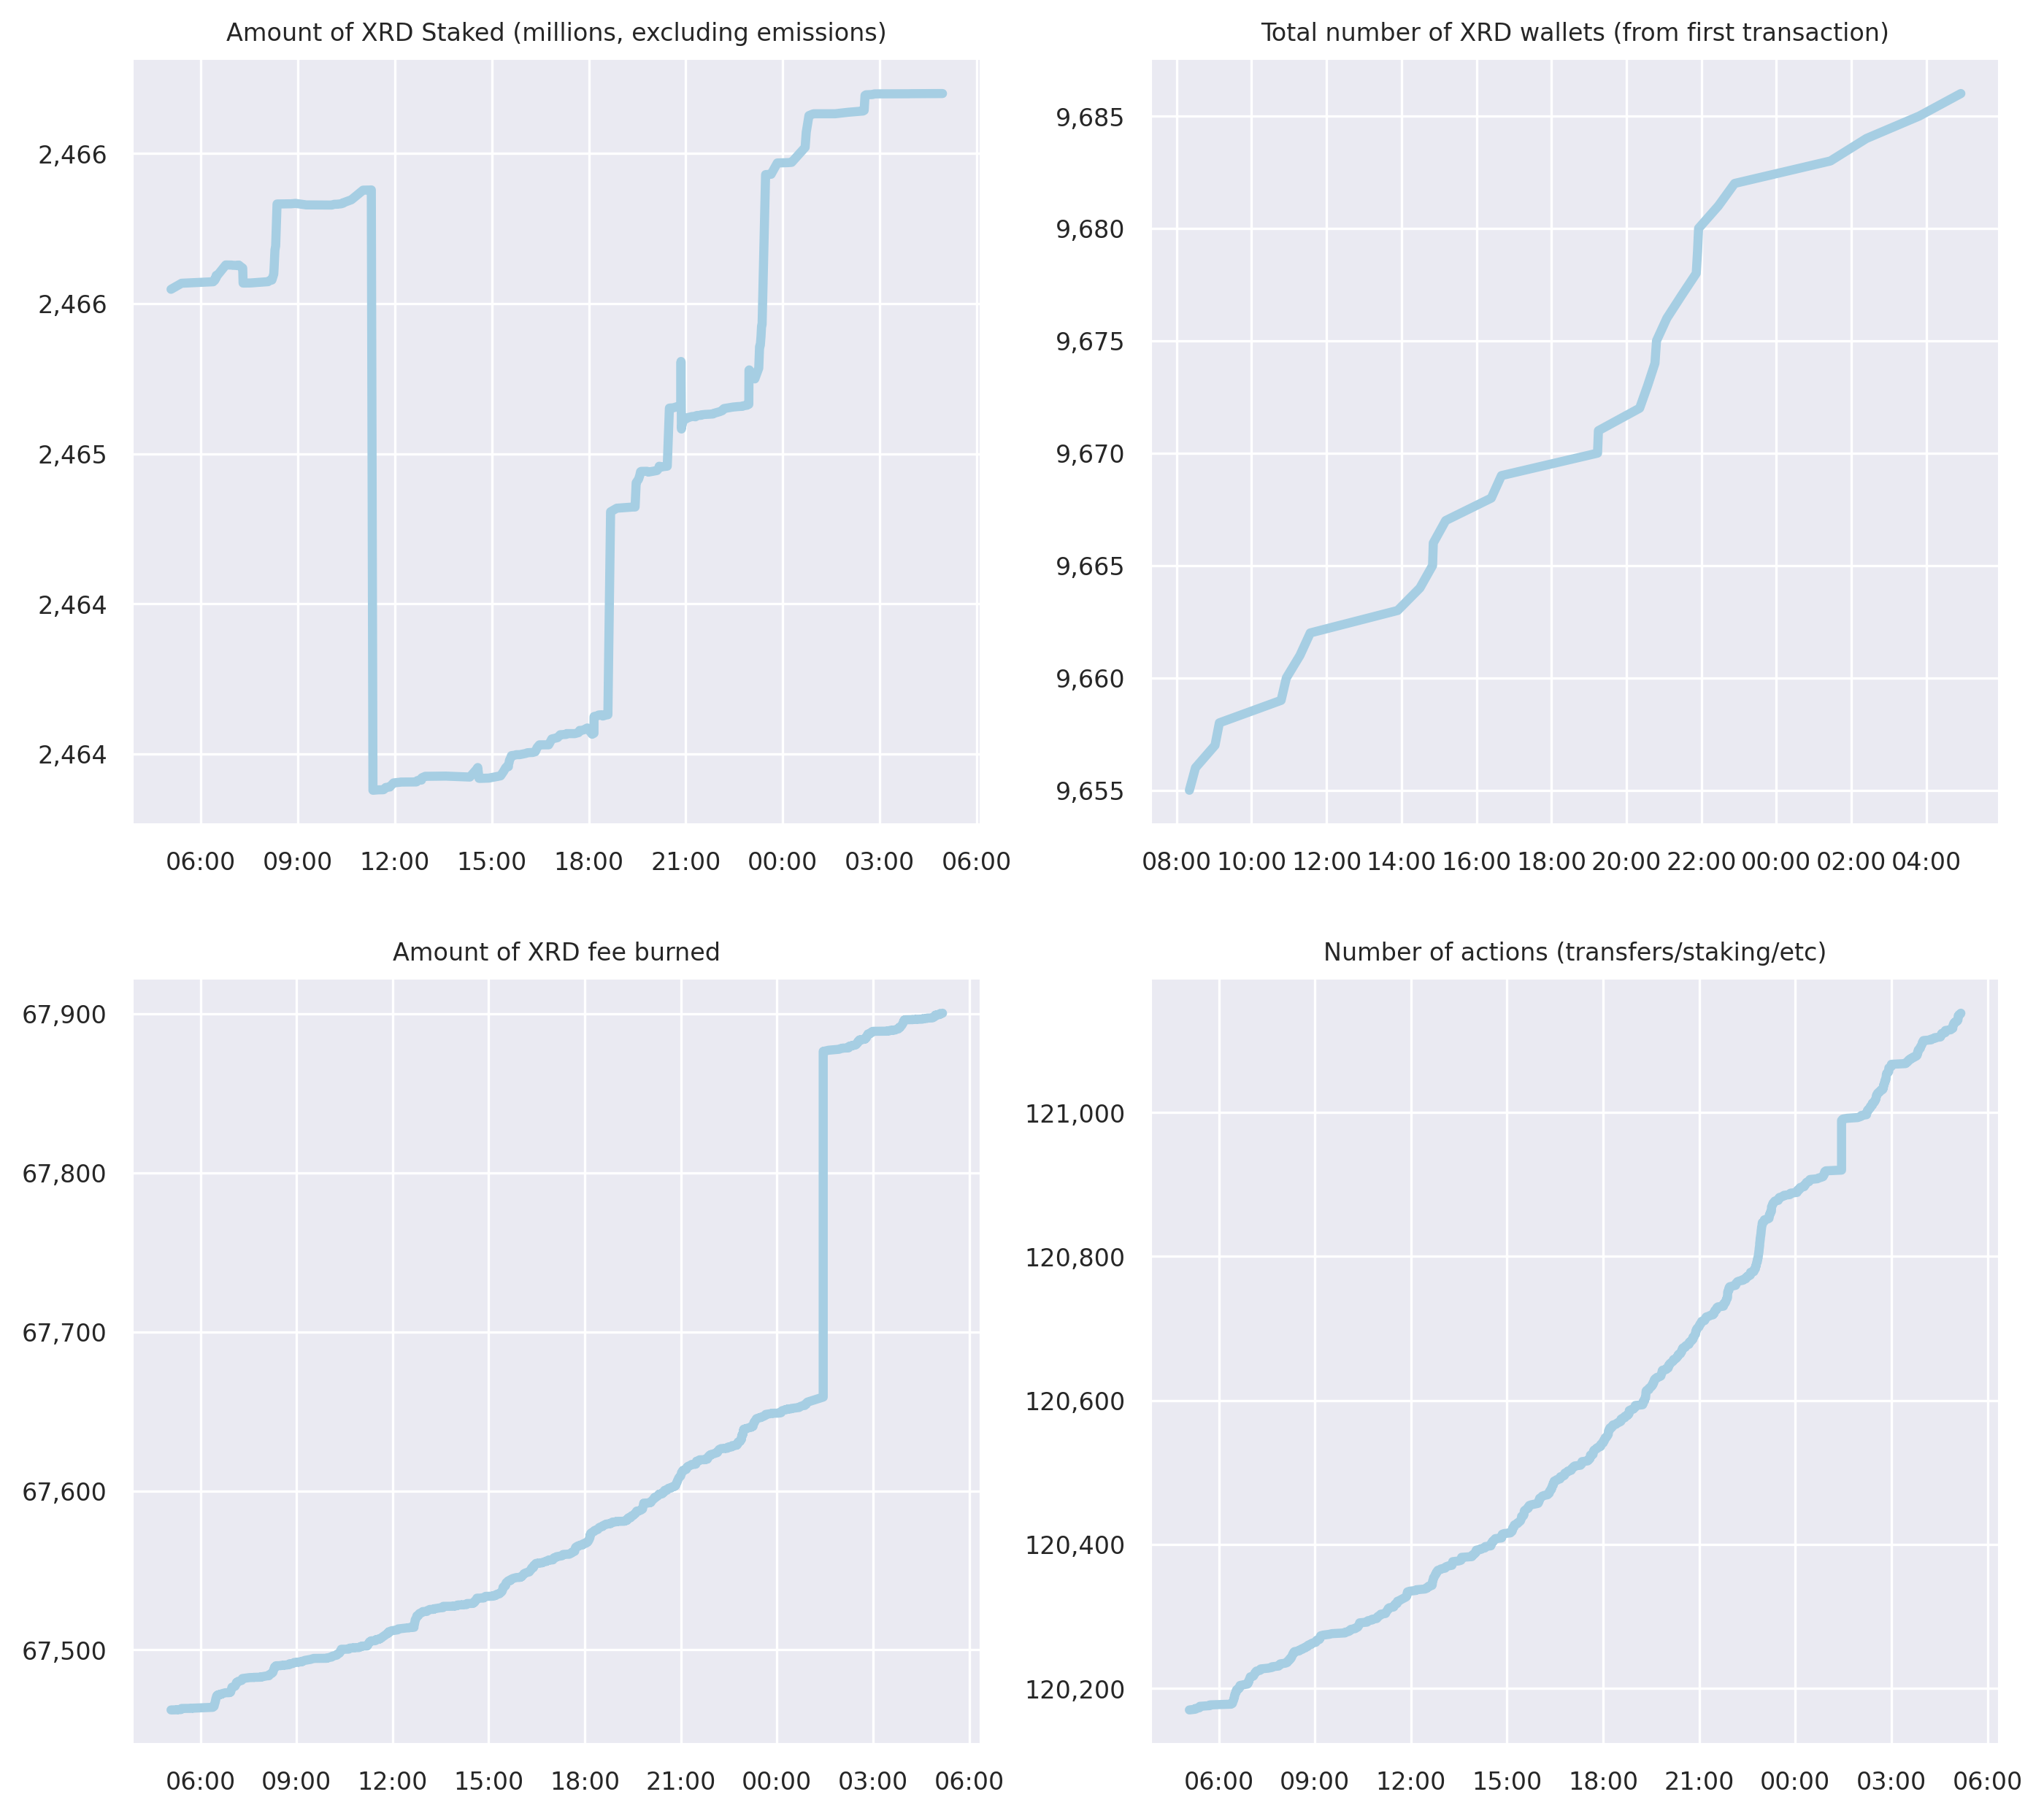 Amount of XRD Staked (millions, excluding emissions)
2,466
2,466
2,465
2,464
2,464
06:00 09:00 12:00 15:00 18:00 21:00 00:00 03:00 06:00
Total number of XRD wallets (from first transaction)
9,685
9,680
9,675
9,670
9,665
9,660
9,655
08:00 10:00 12:00 14:00 16:00 18:00 20:00 22:00 00:00 02:00 04:00
Amount of XRD fee burned
67,900
67,800
67,700
67,600
67,500
06:00 09:00 12:00 15:00 18:00 21:00 00:00 03:00 06:00
Number of actions (transfers/staking/etc)
121,000
120,800
120,600
120,400
120,200
06:00 09:00 12:00 15:00 18:00 21:00 00:00 03:00 06:00